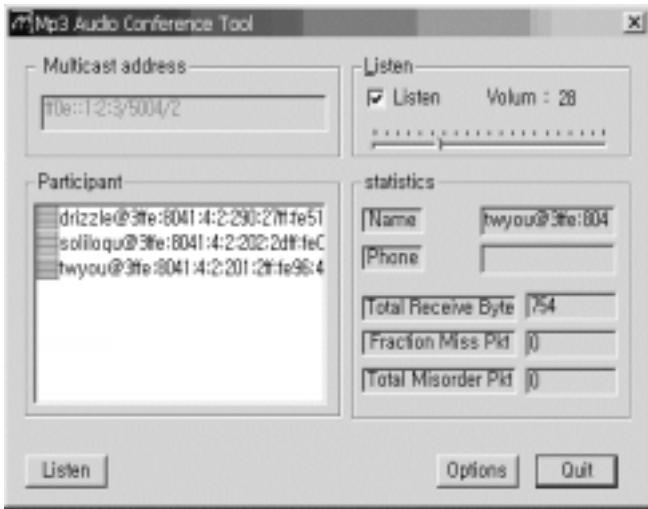 Mp3 Audio Conference Tool
Multicast address
ff0e::1:2:3/5004/2
Listen
Listen Volum : 28
Participant
drizzle@3ffe:8041:4:2:290:27ff:fe51
soliloqu@3ffe:8041:4:2:202:2dff:fe0
twyou@3ffe:8041:4:2:201:2ff:fe96:4
statistics
Name twyou@3ffe:804
Phone
Total Receive Byte 754
Fraction Miss Pkt 0
Total Misorder Pkt 0
Listen
Options
Quit